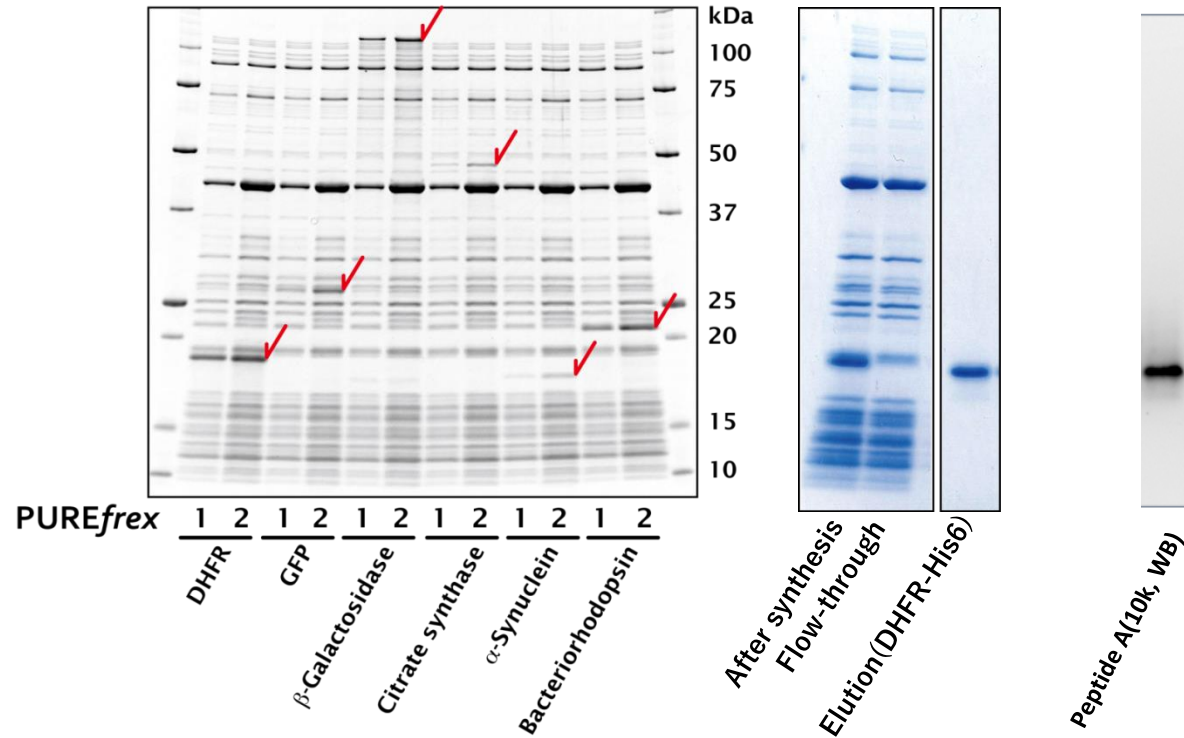 kDa
100
75
50
37
25
20
15
10
PUREfrex 1 2 1 2 1 2 1 2 1 2 1 2
DHFR
GFP
β-Galactosidase
Citrate synthase
α-Synuclein
Bacteriorhodopsin
After synthesis
Flow-through
Elution(DHFR-His6)
Peptide A(10k, WB)